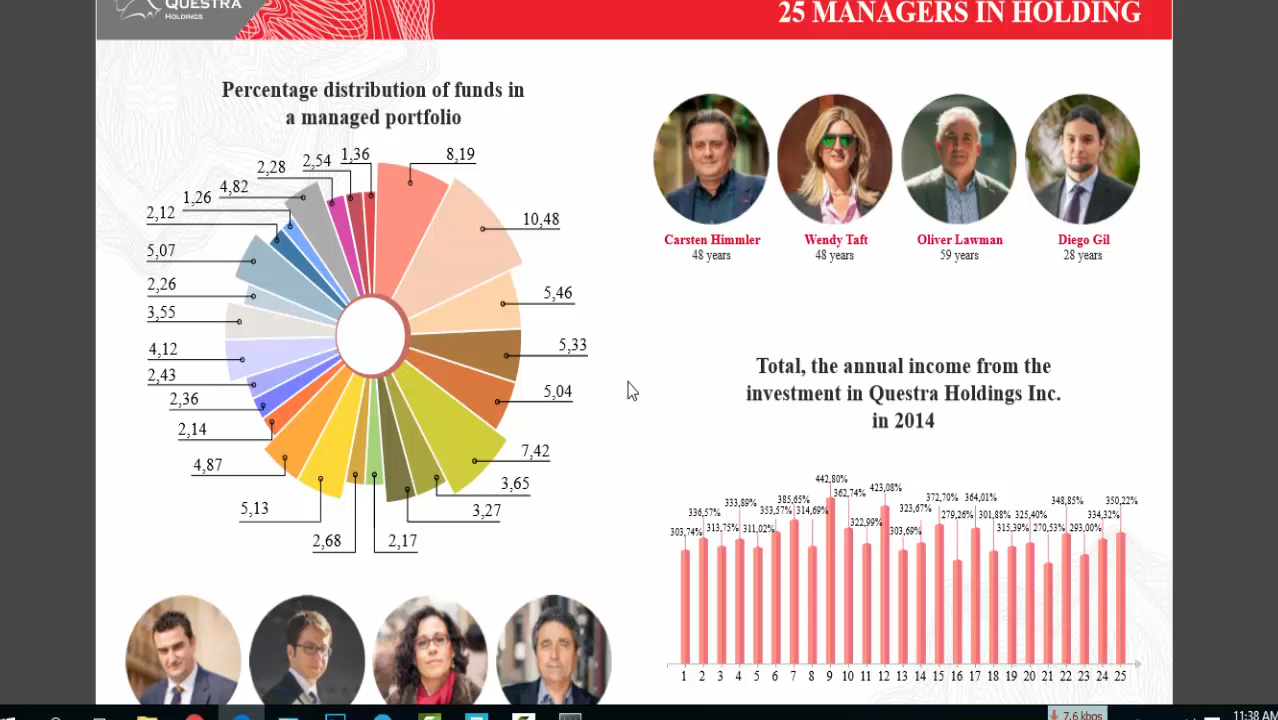 QUESTRA
HOLDINGS
25 MANAGERS IN HOLDING
Percentage distribution of funds in
a managed portfolio
8,19
10,48
5,46
5,33
5,04
7,42
3,65
3,27
2,17
2,68
5,13
4,87
2,14
2,36
2,43
4,12
3,55
2,26
5,07
2,12
1,26
4,82
2,28
2,54
1,36
Carsten Himmler
48 years
Wendy Taft
48 years
Oliver Lawman
59 years
Diego Gil
28 years
Total, the annual income from the
investment in Questra Holdings Inc.
in 2014
303,74%
336,57%
313,75%
333,89%
311,02%
353,57%
385,65%
314,69%
442,80%
362,74%
322,99%
423,08%
303,69%
323,67%
372,70%
279,26%
364,01%
301,88%
315,39%
325,40%
270,53%
348,85%
293,00%
334,32%
350,22%
1 2 3 4 5 6 7 8 9 10 11 12 13 14 15 16 17 18 19 20 21 22 23 24 25
7,6 kbps
11:38 AM